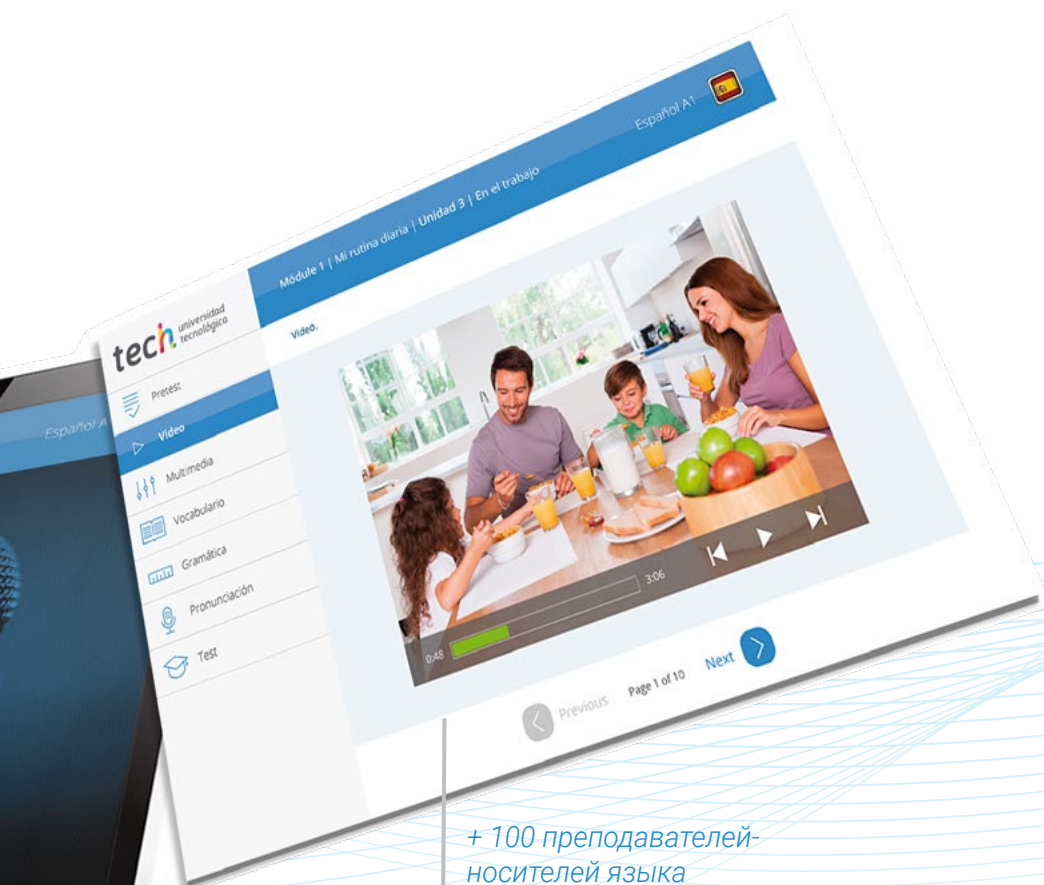 Español A1
Módule 1 | Mi rutina diaria | Unidad 3 | En el trabajo
tech universidad
tecnológica
Video.
Pretest
Video
Multimedia
Vocabulario
Gramática
Pronunciación
Test
Español A
0:48
3:06
Previous
Page 1 of 10
Next
+ 100 преподавателей-
носителей языка